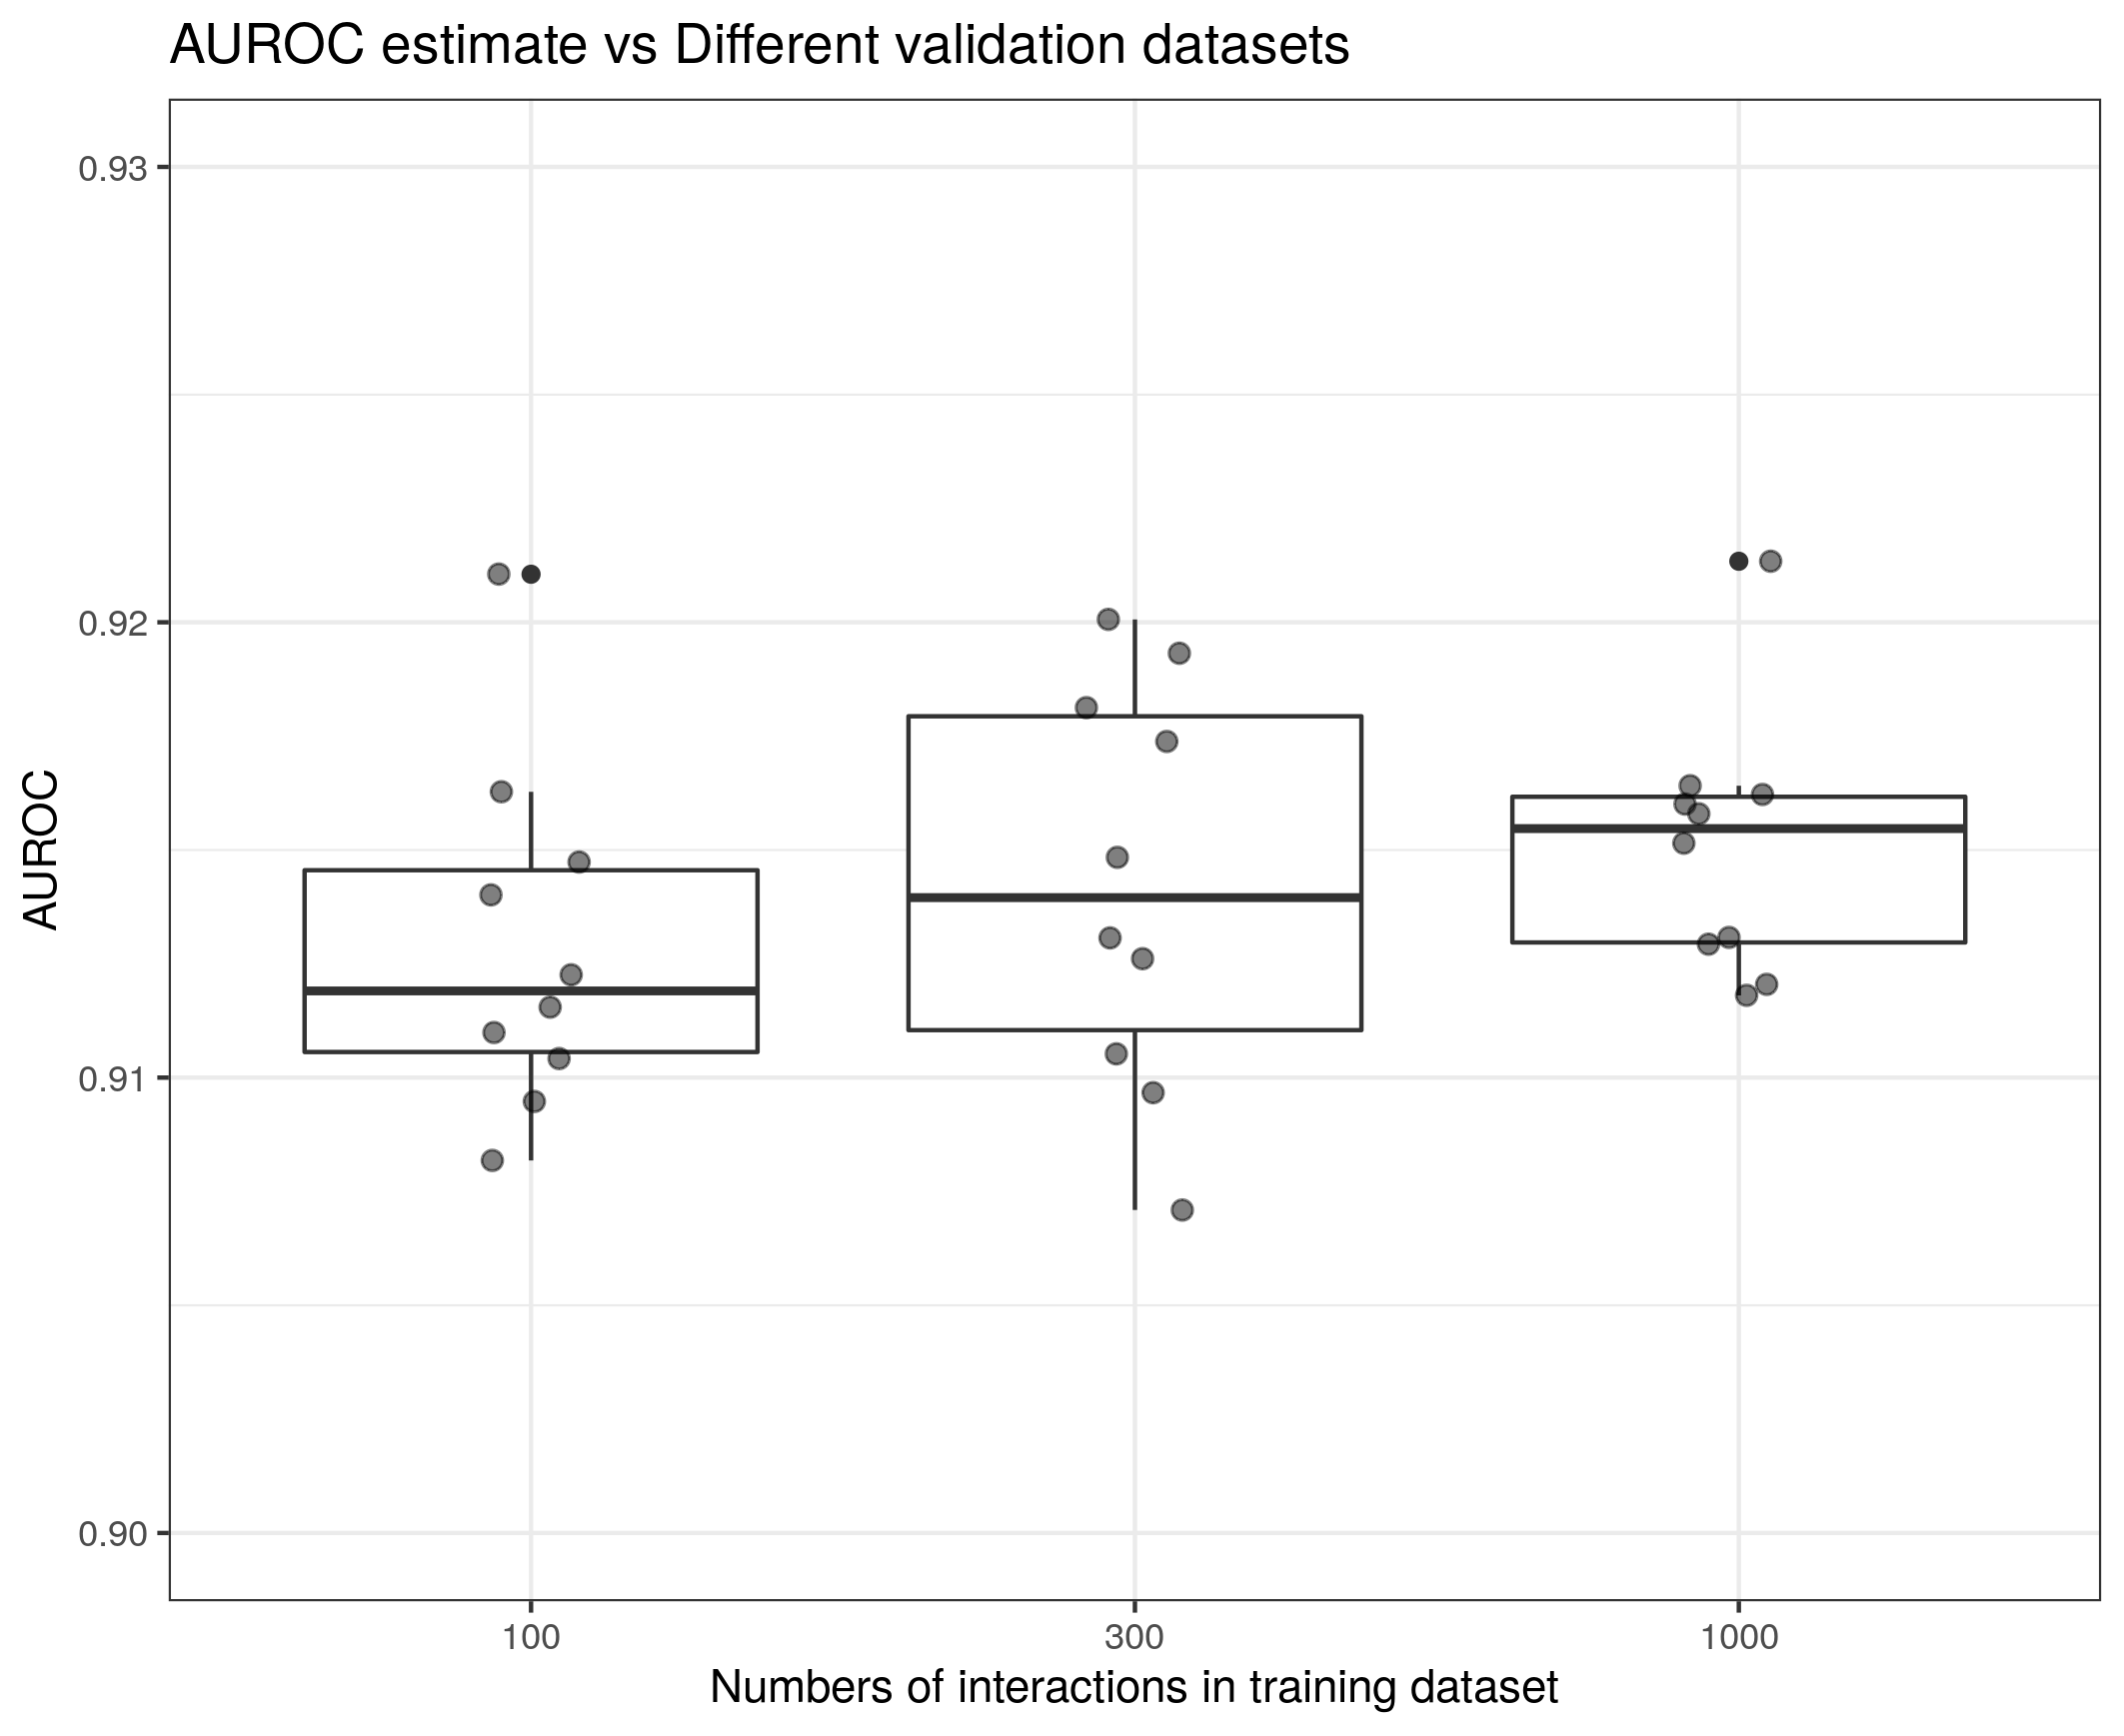 AUROC estimate vs Different validation datasets
0.93
0.92
0.91
0.90
AUROC
100
300
1000
Numbers of interactions in training dataset